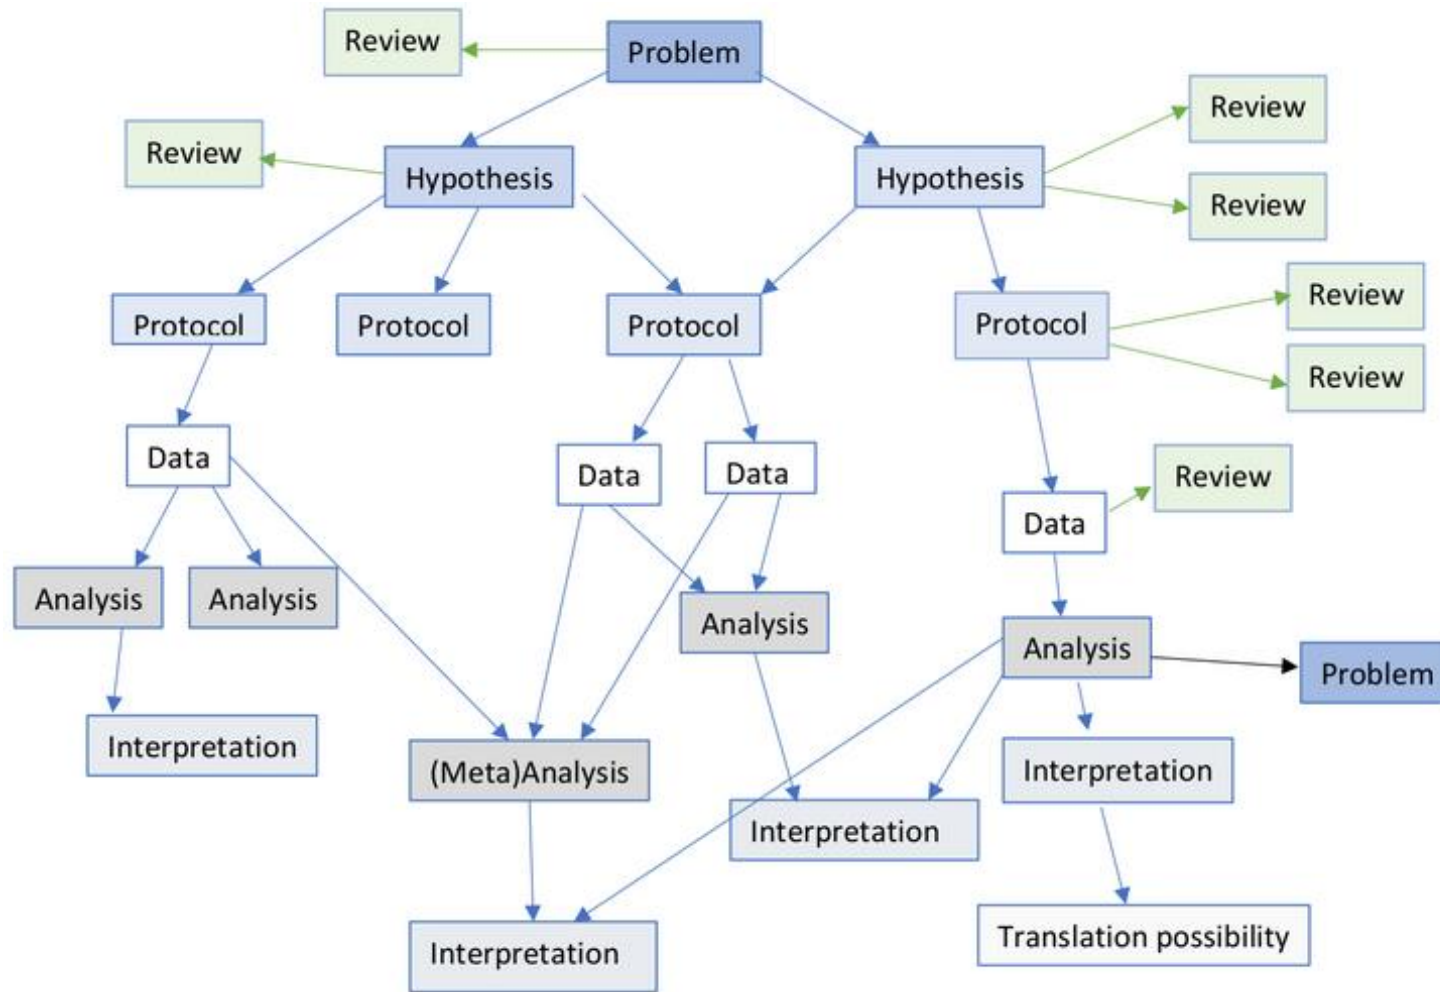 Review
Problem
Review
Review
Hypothesis
Hypothesis
Review
Review
Protocol
Protocol
Protocol
Protocol
Review
Data
Data
Data
Review
Data
Analysis
Analysis
Analysis
Analysis
Problem
Interpretation
(Meta)Analysis
Interpretation
Interpretation
Interpretation
Translation possibility